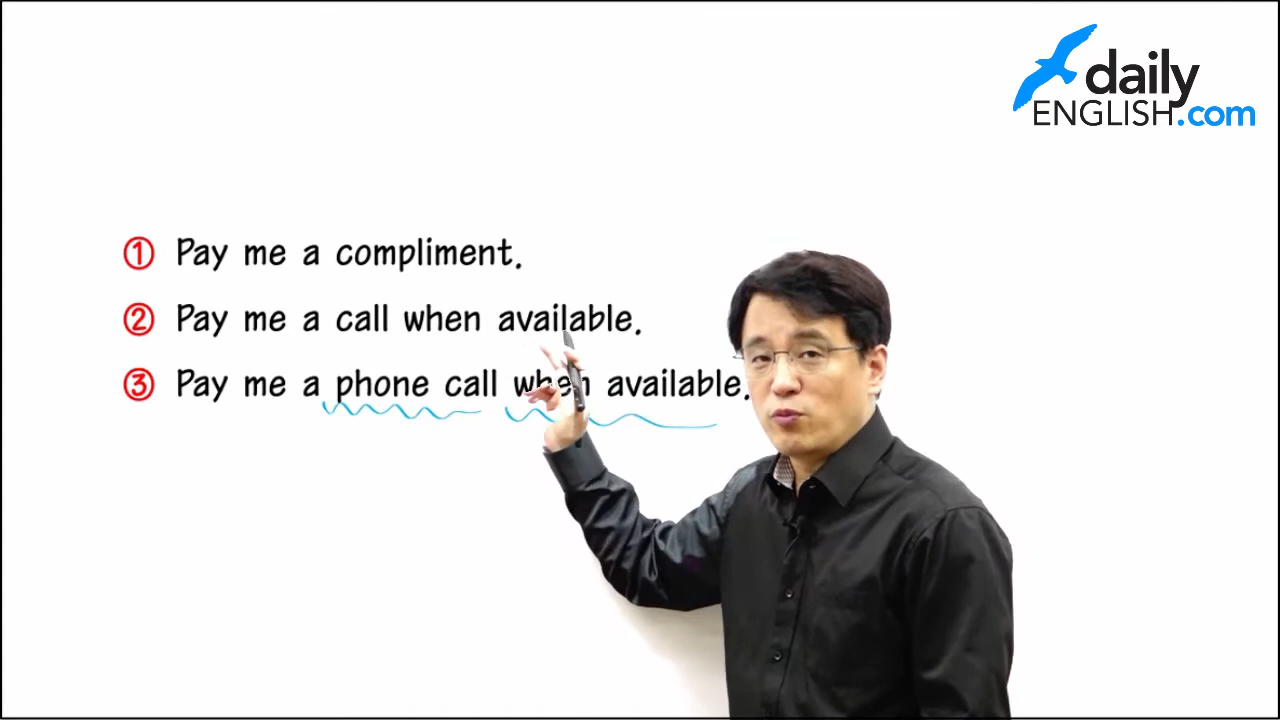 daily
ENGLISH.com
① Pay me a compliment.
② Pay me a call when available.
③ Pay me a phone call when available.